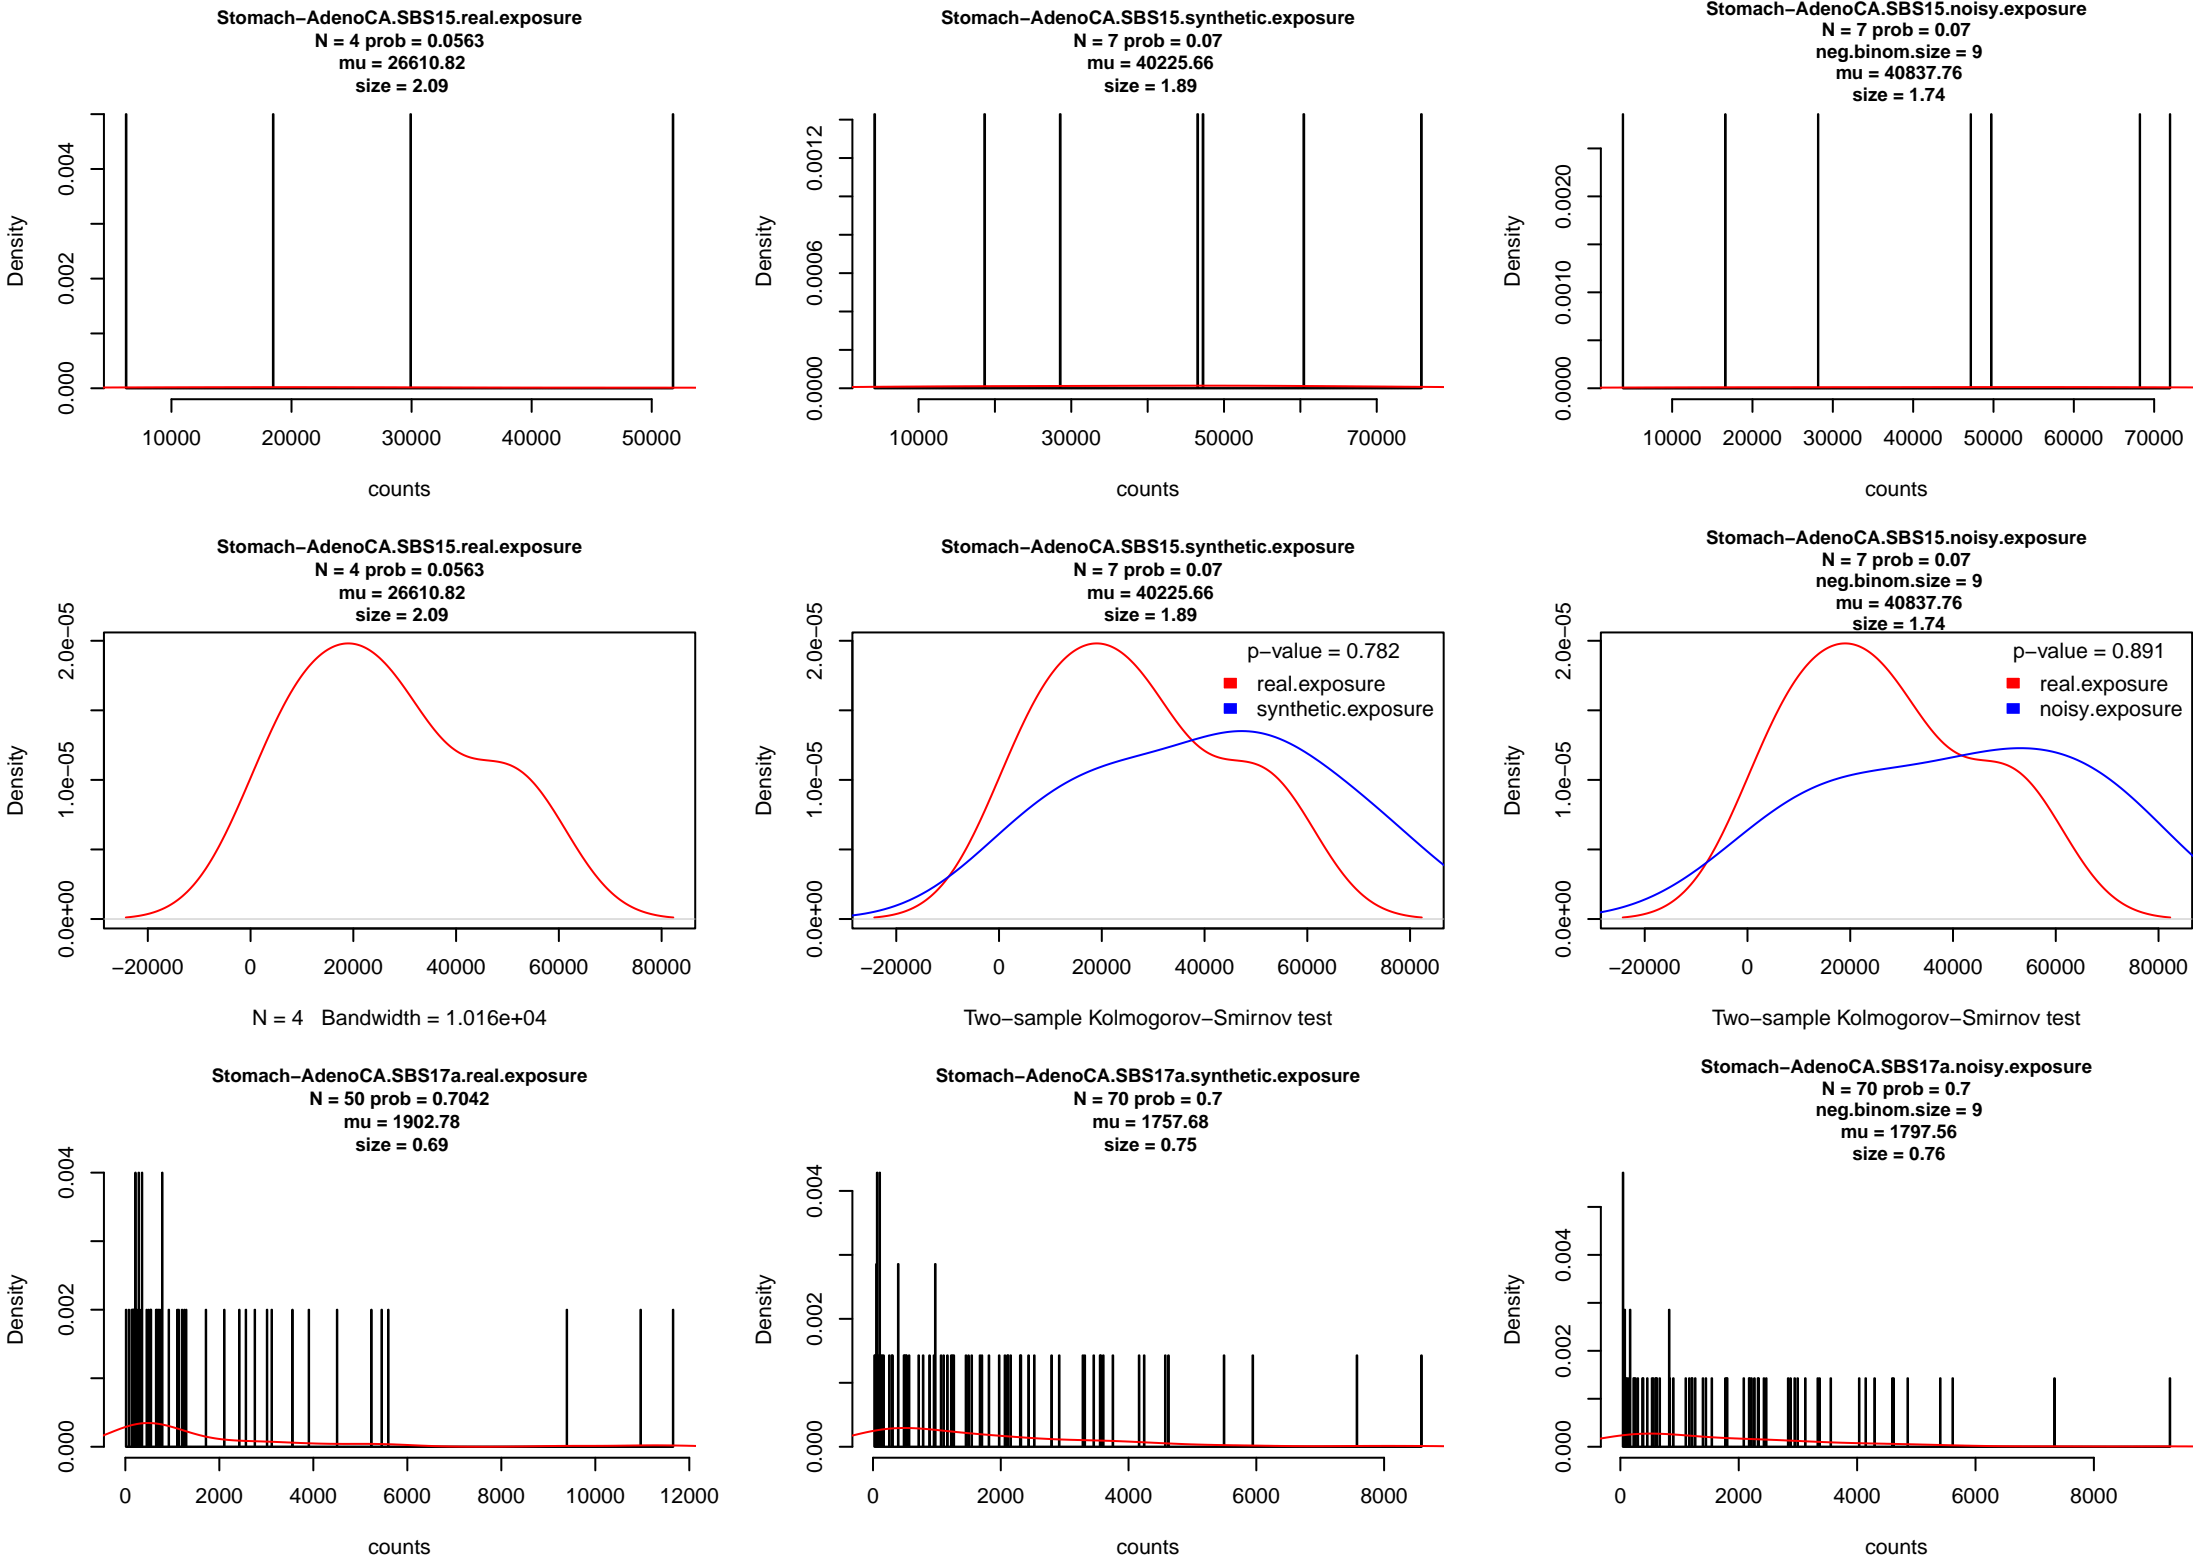 Stomach−AdenoCA.SBS15.real.exposure
N = 4 prob = 0.0563
mu = 26610.82
size = 2.09
Density
0.000 0.002 0.004
10000 20000 30000 40000 50000
counts
Stomach−AdenoCA.SBS15.synthetic.exposure
N = 7 prob = 0.07
mu = 40225.66
size = 1.89
Density
0.0000 0.0006 0.0012
10000 30000 50000 70000
counts
Stomach−AdenoCA.SBS15.noisy.exposure
N = 7 prob = 0.07
neg.binom.size = 9
mu = 40837.76
size = 1.74
Density
0.0000 0.0010 0.0020
10000 20000 30000 40000 50000 60000 70000
counts
Stomach−AdenoCA.SBS15.real.exposure
N = 4 prob = 0.0563
mu = 26610.82
size = 2.09
Density
0.0e+00 1.0e−05 2.0e−05
−20000 0 20000 40000 60000 80000
N = 4 Bandwidth = 1.016e+04
Stomach−AdenoCA.SBS15.synthetic.exposure
N = 7 prob = 0.07
mu = 40225.66
size = 1.89
p−value = 0.782
real.exposure
synthetic.exposure
Density
0.0e+00 1.0e−05 2.0e−05
−20000 0 20000 40000 60000 80000
Two−sample Kolmogorov−Smirnov test
Stomach−AdenoCA.SBS15.noisy.exposure
N = 7 prob = 0.07
neg.binom.size = 9
mu = 40837.76
size = 1.74
p−value = 0.891
real.exposure
noisy.exposure
Density
0.0e+00 1.0e−05 2.0e−05
−20000 0 20000 40000 60000 80000
Two−sample Kolmogorov−Smirnov test
Stomach−AdenoCA.SBS17a.real.exposure
N = 50 prob = 0.7042
mu = 1902.78
size = 0.69
Density
0.000 0.002 0.004
0 2000 4000 6000 8000 10000 12000
counts
Stomach−AdenoCA.SBS17a.synthetic.exposure
N = 70 prob = 0.7
mu = 1757.68
size = 0.75
Density
0.000 0.002 0.004
0 2000 4000 6000 8000
counts
Stomach−AdenoCA.SBS17a.noisy.exposure
N = 70 prob = 0.7
neg.binom.size = 9
mu = 1797.56
size = 0.76
Density
0.000 0.002 0.004
0 2000 4000 6000 8000
counts